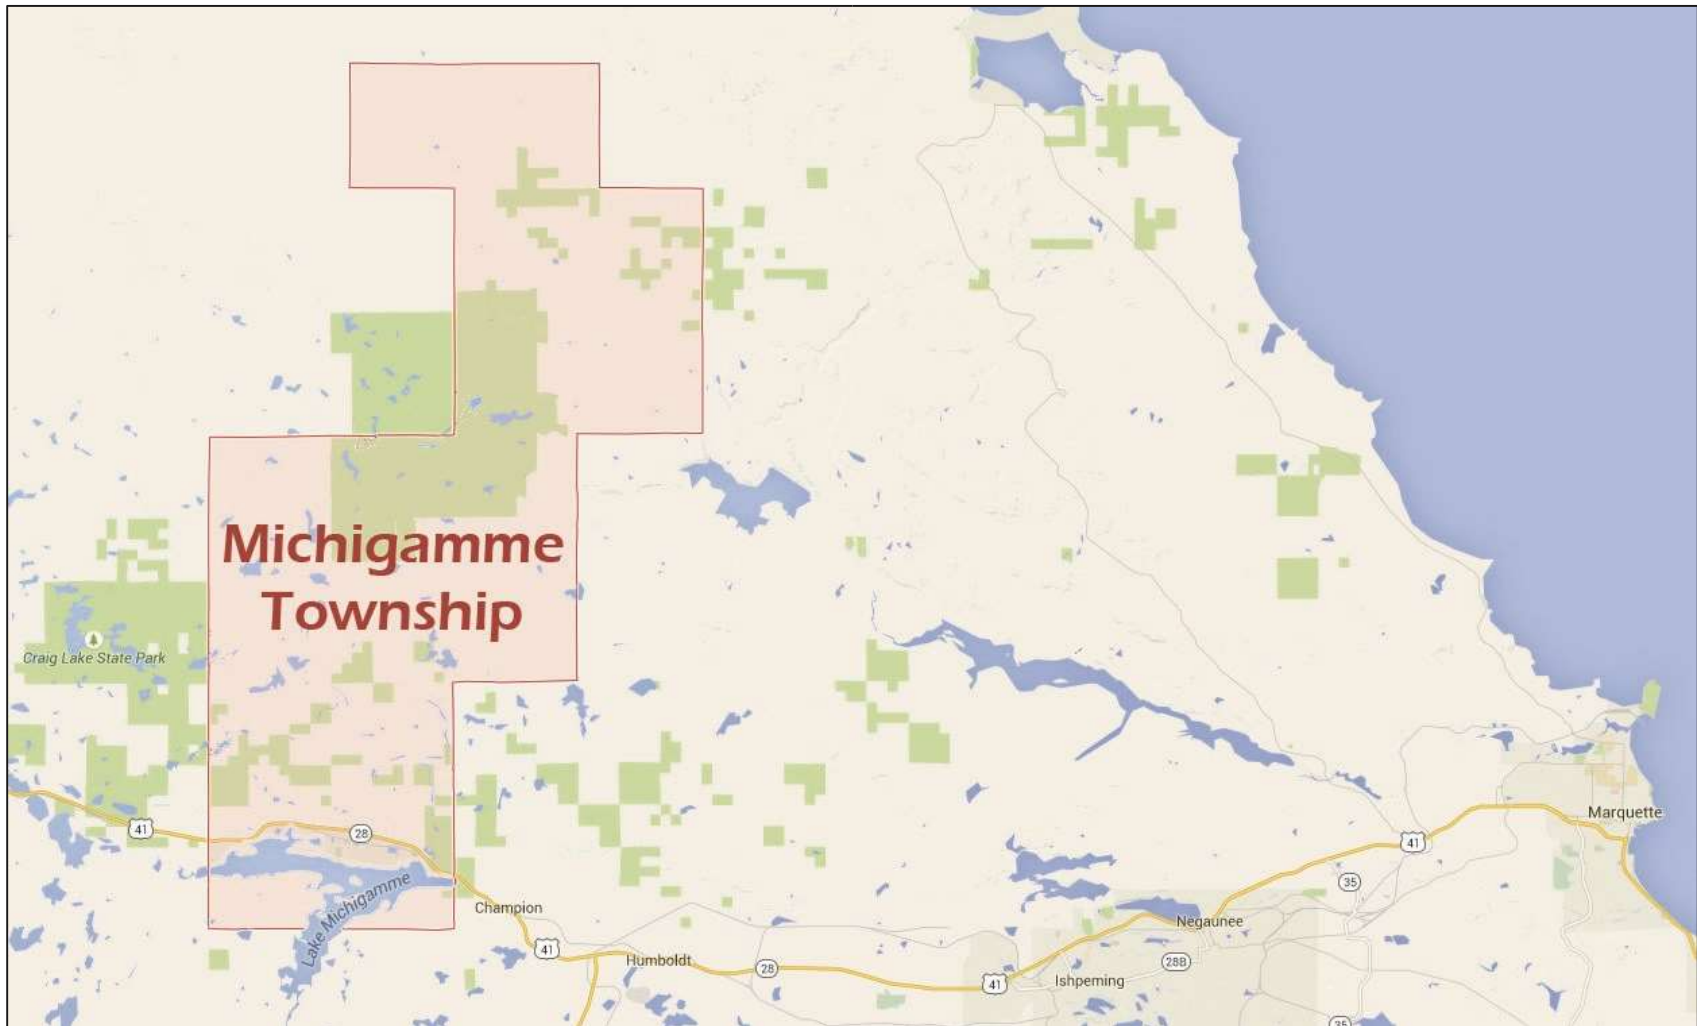 Michigamme
Township
Craig Lake State Park
41
28
Lake Michigamme
Champion
41
Humboldt
28
41
Ishpeming
28B
Negaunee
35
41
Marquette
35